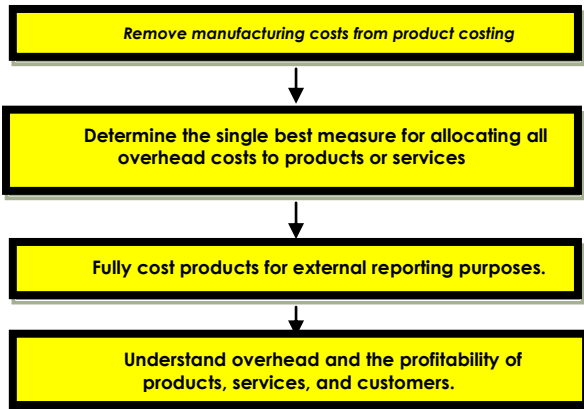 Remove manufacturing costs from product costing
Determine the single best measure for allocating all
overhead costs to products or services
Fully cost products for external reporting purposes.
Understand overhead and the profitability of
products, services, and customers.